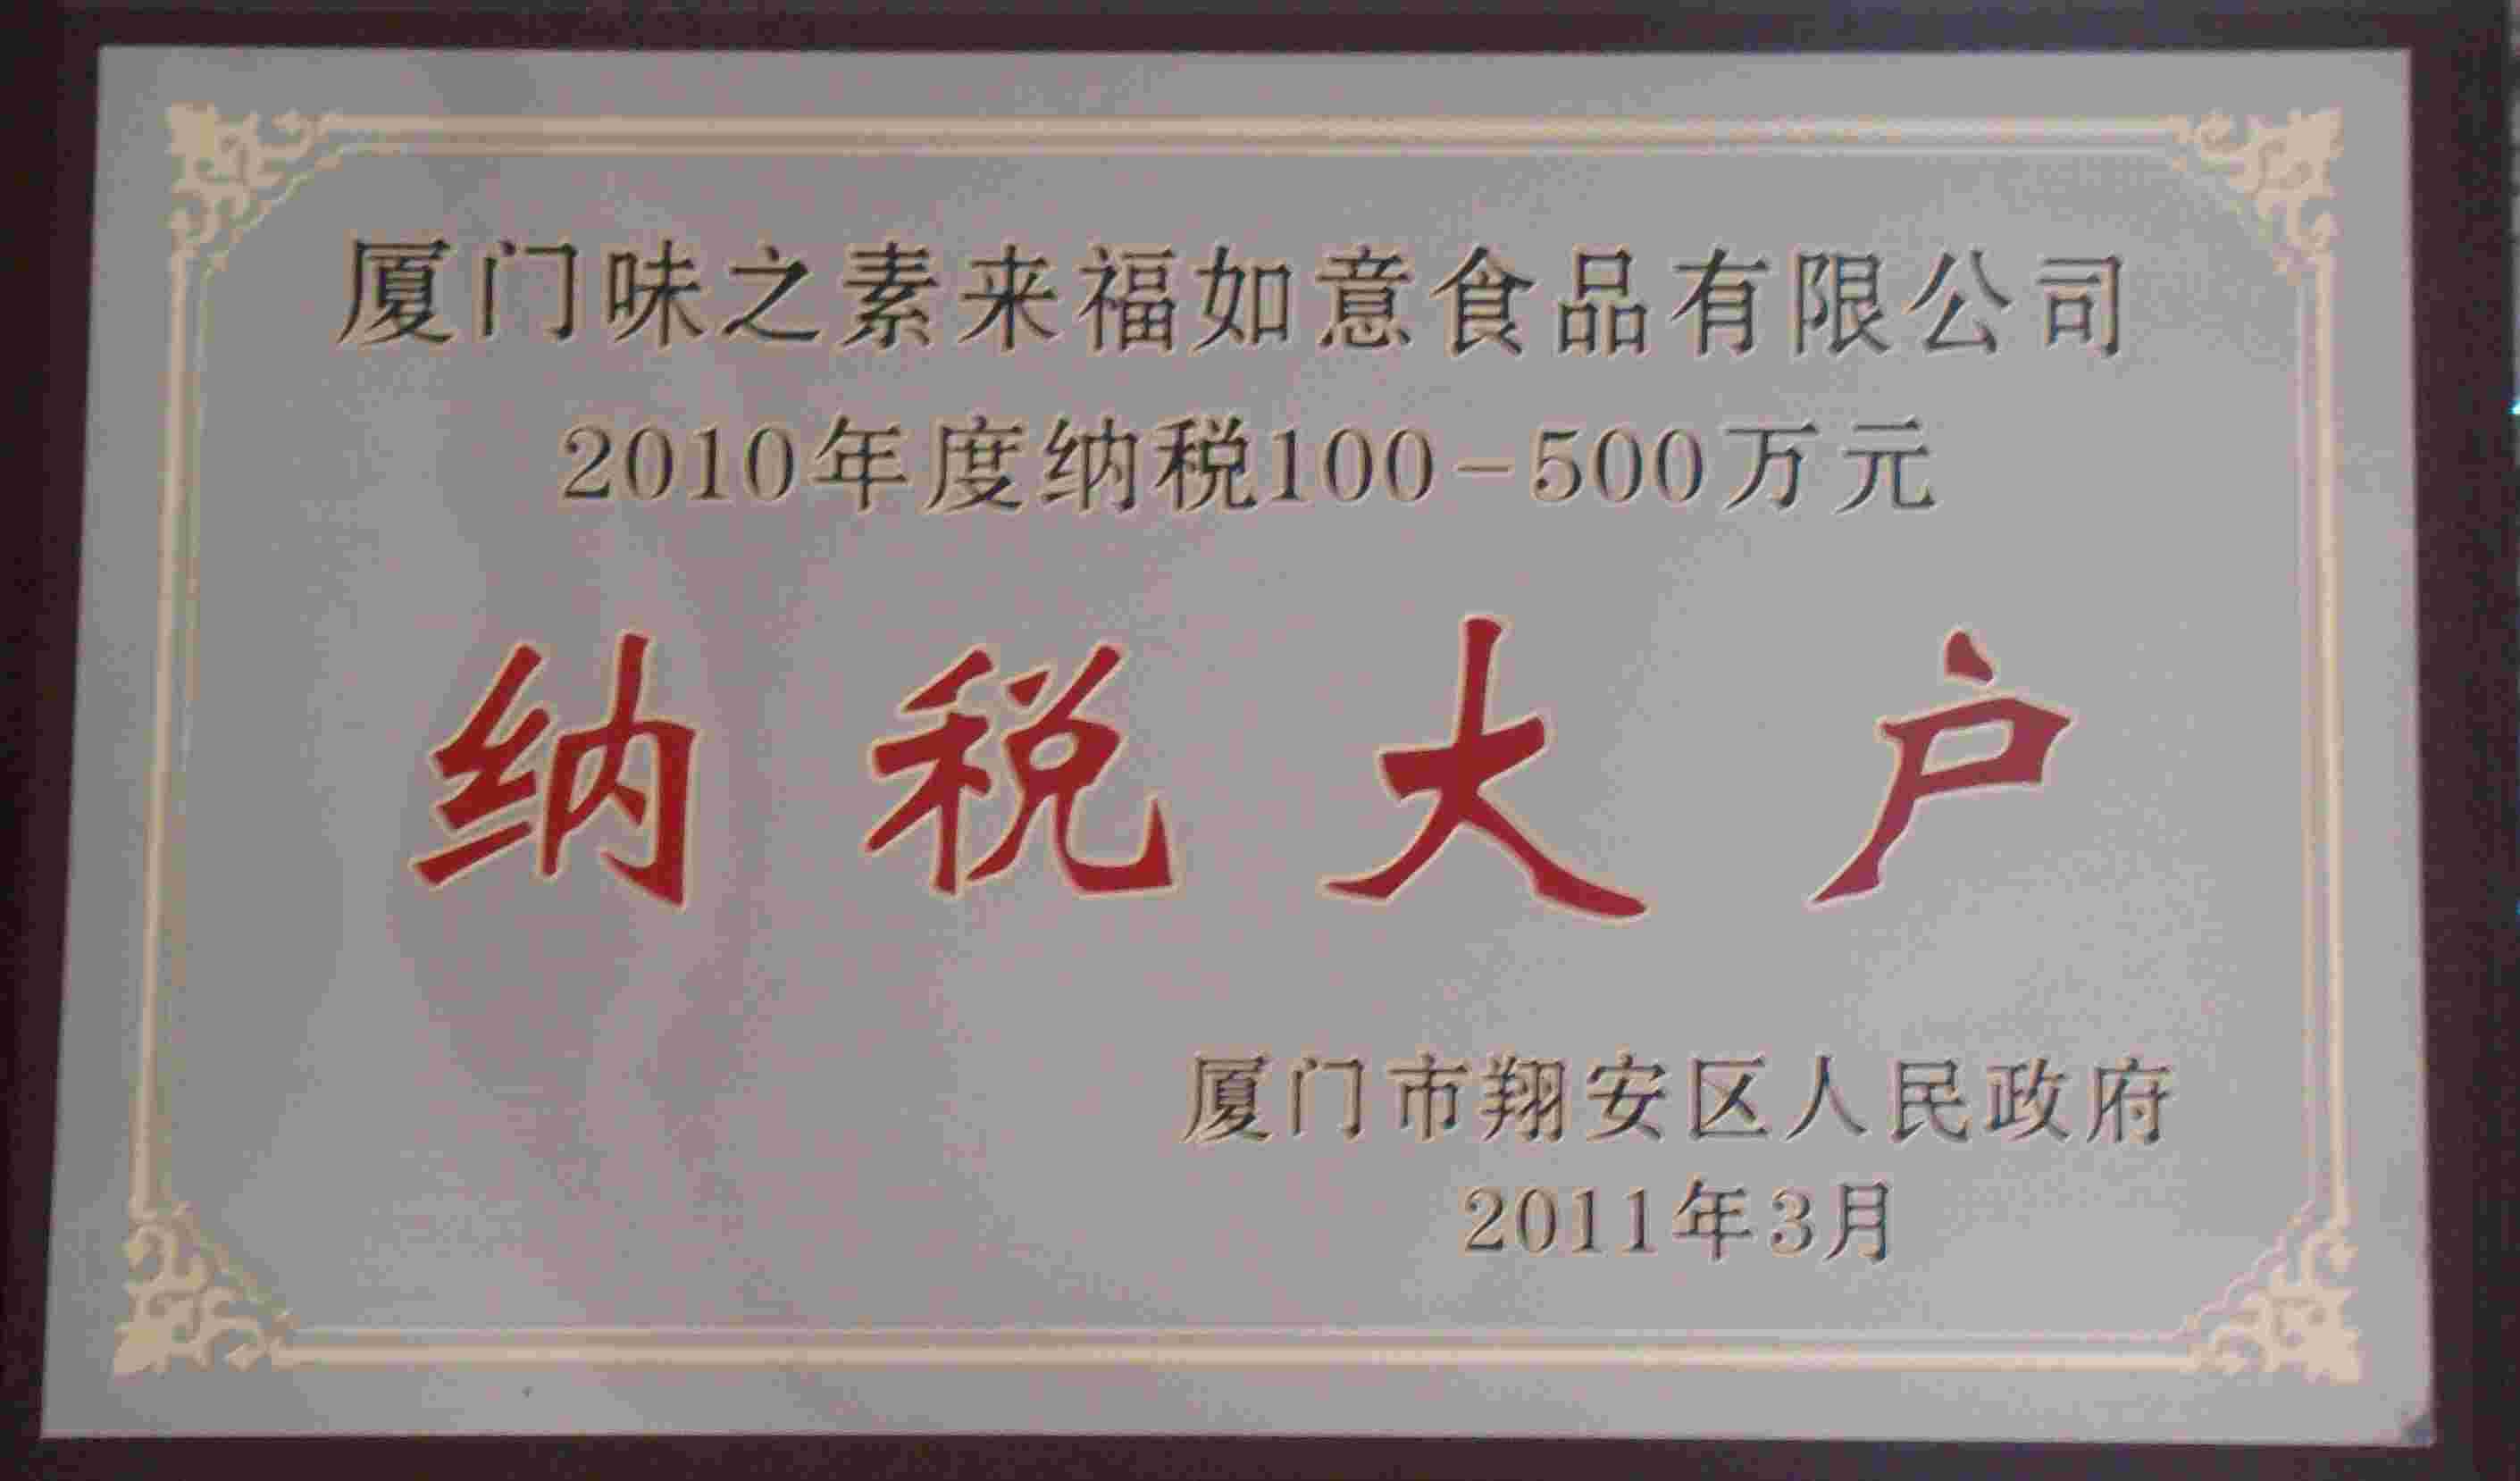 厦门味之素来福如意食品有限公司
2010年度纳税100-500万元
纳税大户
厦门市翔安区人民政府
2011年3月